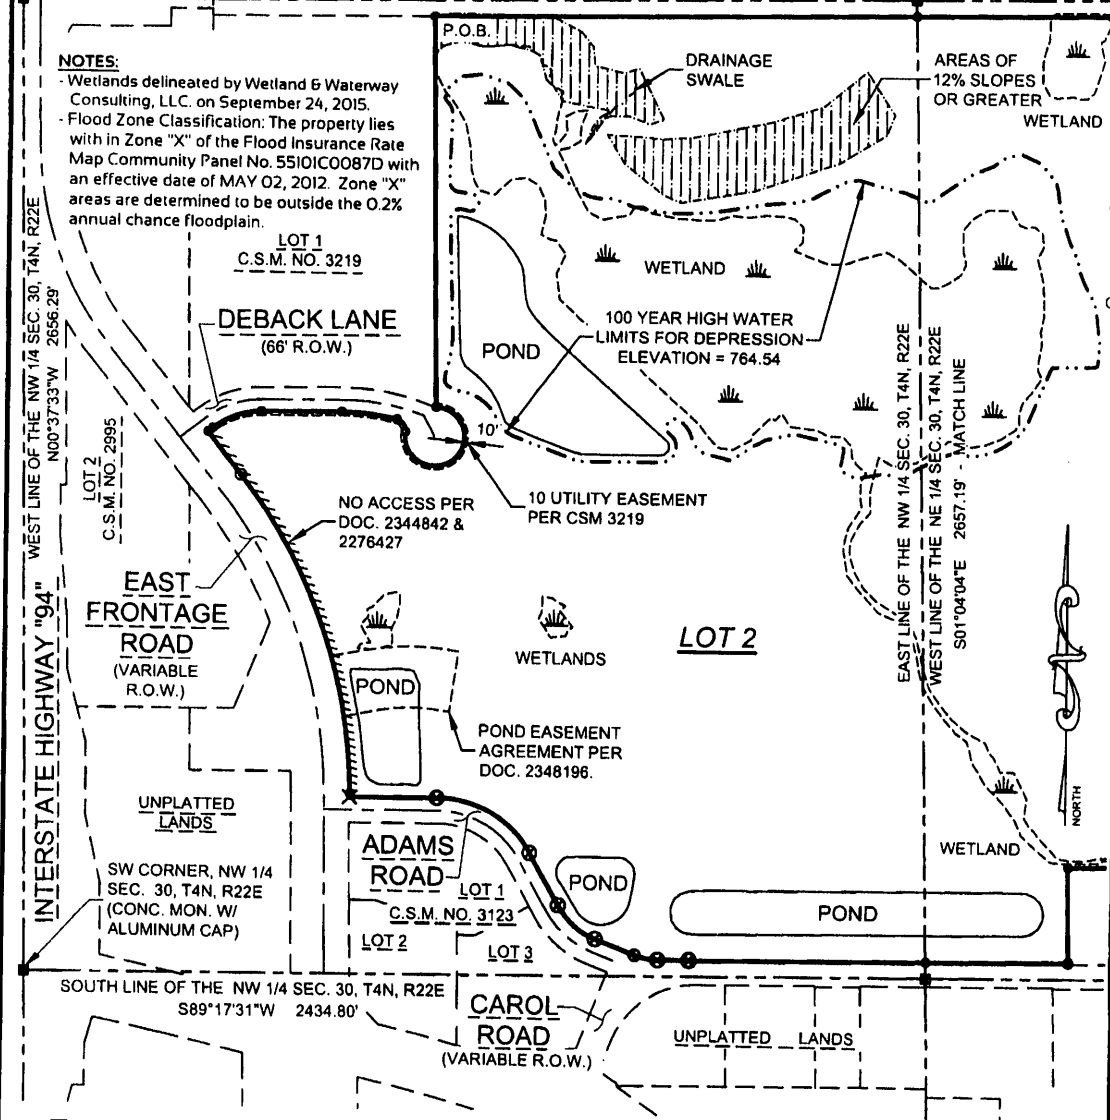 P.O.B.
NOTES:
- Wetlands delineated by Wetland & Waterway
Consulting, LLC. on September 24, 2015.
- Flood Zone Classification: The property lies
with in Zone "X" of the Flood Insurance Rate
Map Community Panel No. 55101C0087D with
an effective date of MAY 02, 2012. Zone "X"
areas are determined to be outside the 0.2%
annual chance floodplain.
DRAINAGE
SWALE
AREAS OF
12% SLOPES
OR GREATER
WETLAND
LOT 1
C.S.M. NO. 3219
DEBACK LANE
(66' R.O.W.)
WETLAND
100 YEAR HIGH WATER
LIMITS FOR DEPRESSION
ELEVATION = 764.54
POND
WEST LINE OF THE NW 1/4 SEC. 30, T4N, R22E
N00°37'33"W 2656.29'
LOT 2
C.S.M. NO. 2995
10'
10 UTILITY EASEMENT
PER CSM 3219
NO ACCESS PER
DOC. 2344842 &
2276427
EAST LINE OF THE NW 1/4 SEC. 30, T4N, R22E
WEST LINE OF THE NE 1/4 SEC. 30, T4N, R22E
S01°04'04"E 2657.19' - MATCH LINE
EAST
FRONTAGE
ROAD
(VARIABLE
R.O.W.)
INTERSTATE HIGHWAY "94"
WETLANDS
LOT 2
POND
POND EASEMENT
AGREEMENT PER
DOC. 2348196.
NORTH
UNPLATTED
LANDS
ADAMS
ROAD
WETLAND
SW CORNER, NW 1/4
SEC. 30, T4N, R22E
(CONC. MON. W/
ALUMINUM CAP)
LOT 1
C.S.M. NO. 3123
LOT 2
LOT 3
POND
POND
SOUTH LINE OF THE NW 1/4 SEC. 30, T4N, R22E
S89°17'31"W 2434.80'
CAROL
ROAD
(VARIABLE R.O.W.)
UNPLATTED LANDS